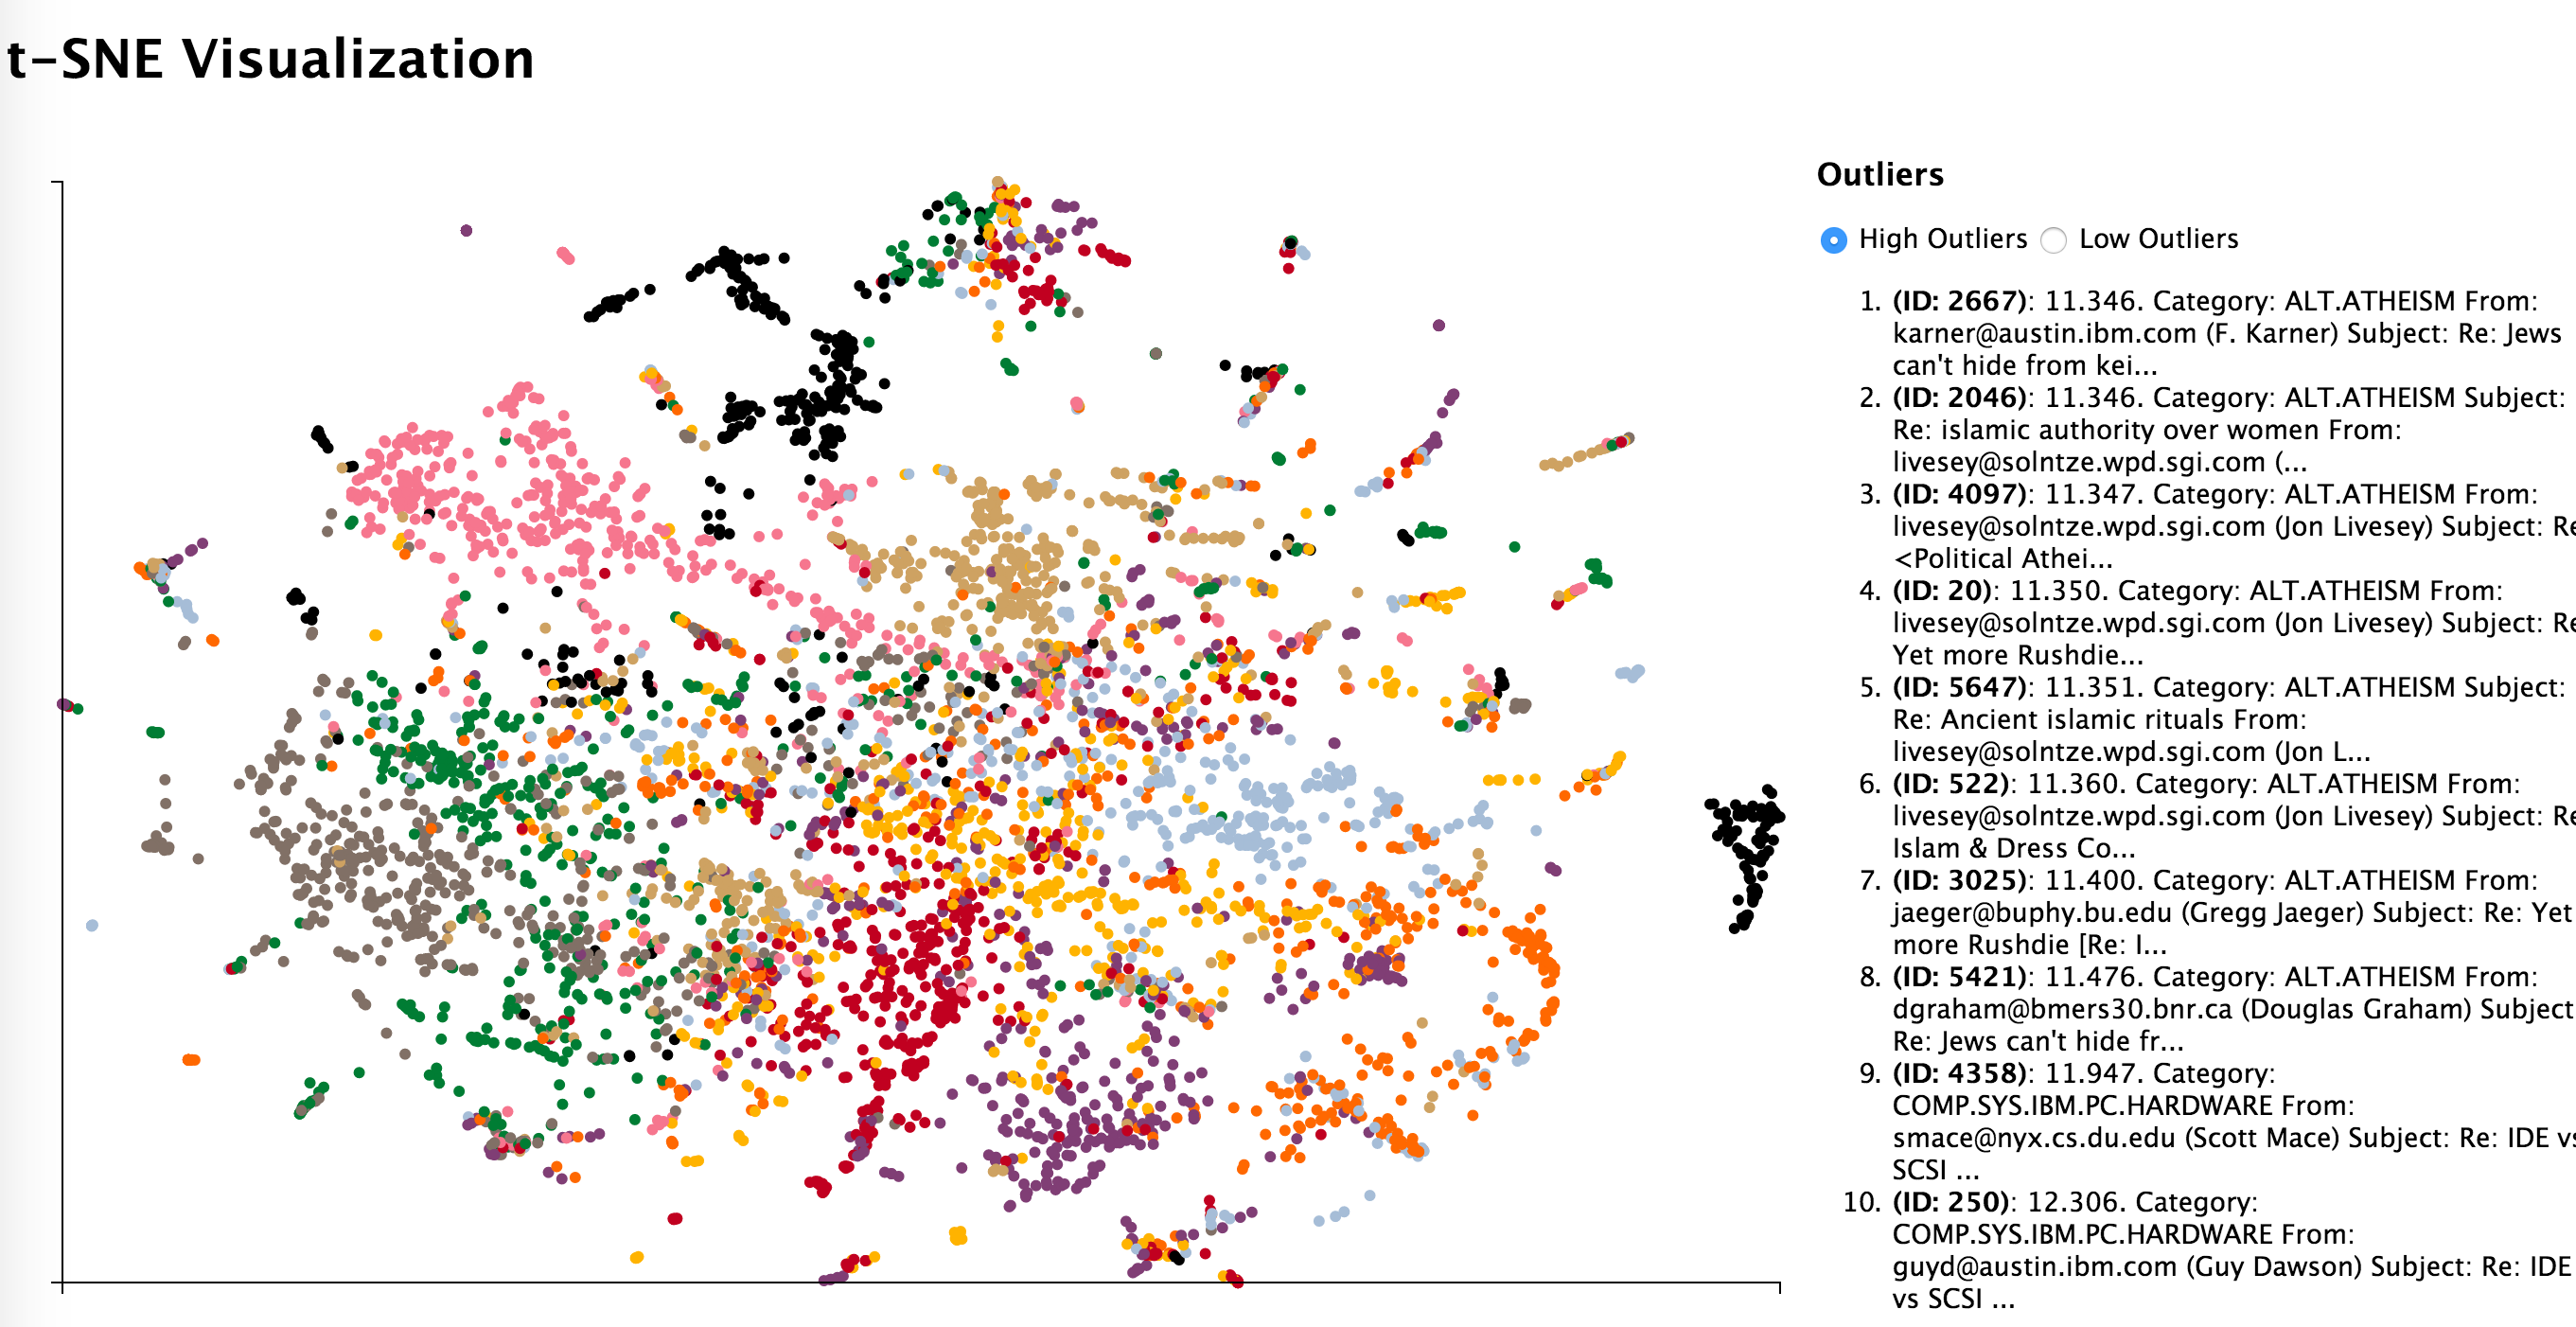 t-SNE Visualization
Outliers
High Outliers Low Outliers
1. (ID: 2667): 11.346. Category: ALT.ATHEISM From:
karner@austin.ibm.com (F. Karner) Subject: Re: Jews
can't hide from kei...
2. (ID: 2046): 11.346. Category: ALT.ATHEISM Subject:
Re: islamic authority over women From:
livesey@solntze.wpd.sgi.com (...
3. (ID: 4097): 11.347. Category: ALT.ATHEISM From:
livesey@solntze.wpd.sgi.com (Jon Livesey) Subject: Re
<Political Athei...
4. (ID: 20): 11.350. Category: ALT.ATHEISM From:
livesey@solntze.wpd.sgi.com (Jon Livesey) Subject: Re
Yet more Rushdie...
5. (ID: 5647): 11.351. Category: ALT.ATHEISM Subject:
Re: Ancient islamic rituals From:
livesey@solntze.wpd.sgi.com (Jon L...
6. (ID: 522): 11.360. Category: ALT.ATHEISM From:
livesey@solntze.wpd.sgi.com (Jon Livesey) Subject: Re
Islam & Dress Co...
7. (ID: 3025): 11.400. Category: ALT.ATHEISM From:
jaeger@buphy.bu.edu (Gregg Jaeger) Subject: Re: Yet
more Rushdie [Re: I...
8. (ID: 5421): 11.476. Category: ALT.ATHEISM From:
dgraham@bmers30.bnr.ca (Douglas Graham) Subject
Re: Jews can't hide fr...
9. (ID: 4358): 11.947. Category:
COMP.SYS.IBM.PC.HARDWARE From:
smace@nyx.cs.du.edu (Scott Mace) Subject: Re: IDE vs
SCSI ...
10. (ID: 250): 12.306. Category:
COMP.SYS.IBM.PC.HARDWARE From:
guyd@austin.ibm.com (Guy Dawson) Subject: Re: IDE
vs SCSI ...